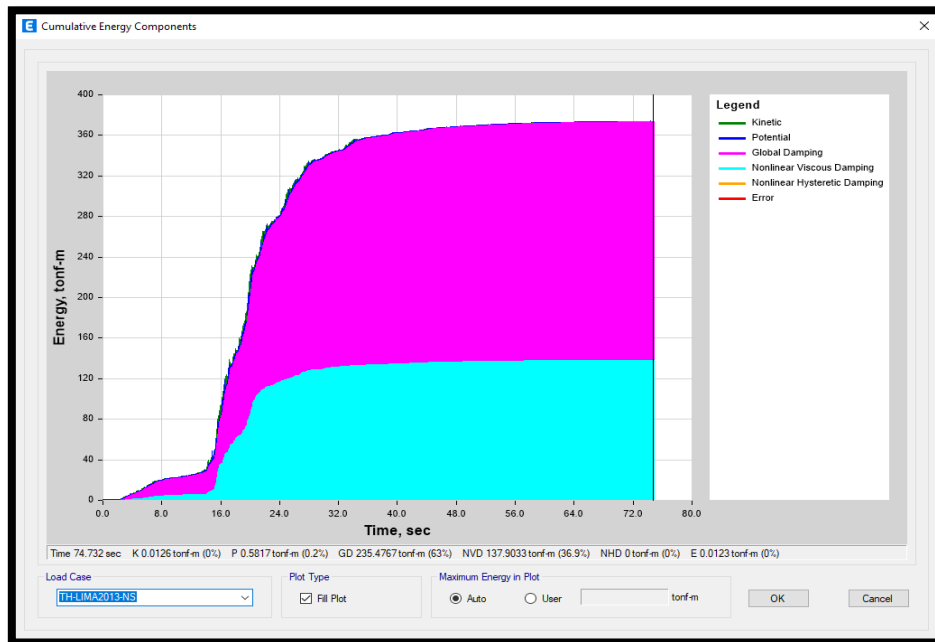 E Cumulative Energy Components
400
360
320
280
240
200
160
120
80
40
0
Energy, tonf-m
0.0 8.0 16.0 24.0 32.0 40.0 48.0 56.0 64.0 72.0 80.0
Time, sec
Legend
Kinetic
Potential
Global Damping
Nonlinear Viscous Damping
Nonlinear Hysteretic Damping
Error
Time 74.732 sec K 0.0126 tonf-m (0%) P 0.5817 tonf-m (0.2%) GD 235.4767 tonf-m (63%) NVD 137.9033 tonf-m (36.9%) NHD 0 tonf-m (0%) E 0.0123 tonf-m (0%)
Load Case
TH-LIMA2013-NS
Plot Type
Fill Plot
Maximum Energy in Plot
Auto User tonf-m
OK Cancel